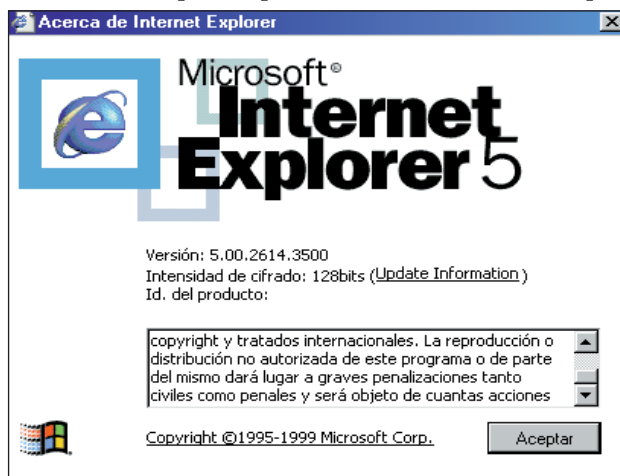 Acerca de Internet Explorer
Microsoft®
Internet
Explorer 5
Versión: 5.00.2614.3500
Intensidad de cifrado: 128bits (Update Information )
Id. del producto:
copyright y tratados internacionales. La reproducción o
distribución no autorizada de este programa o de parte
del mismo dará lugar a graves penalizaciones tanto
civiles como penales y será objeto de cuantas acciones
Copyright ©1995-1999 Microsoft Corp.
Aceptar